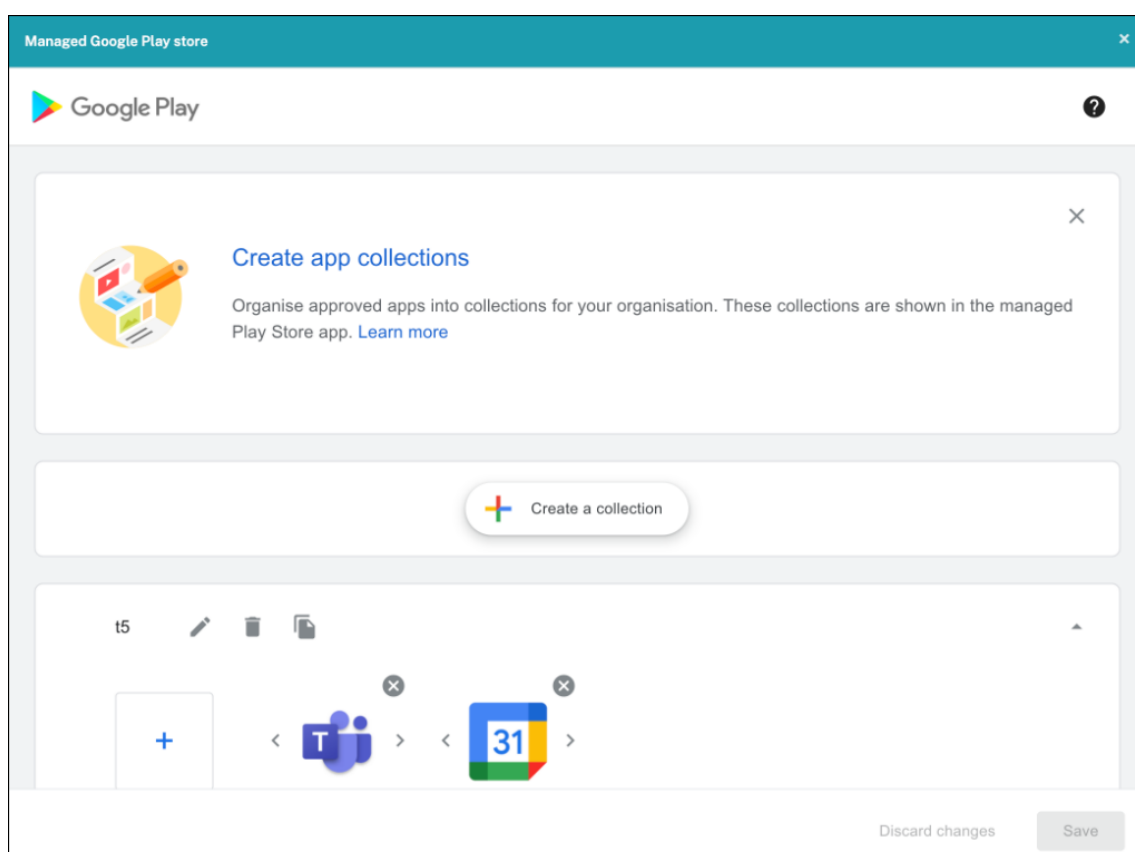 Managed Google Play store
Google Play
Create app collections
Organise approved apps into collections for your organisation. These collections are shown in the managed
Play Store app. Learn more
Create a collection
t5
T
31
Discard changes
Save